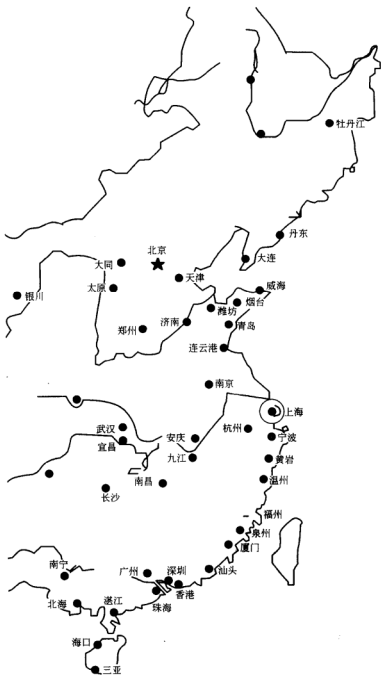 牡丹江
丹东
北京
大同
大连
天津
太原
威海
银川
烟台
潍坊
济南
青岛
郑州
连云港
南京
上海
武汉
杭州
安庆
宁波
宜昌
九江
黄岩
温州
南昌
长沙
福州
泉州
厦门
南宁
广州
深圳
汕头
香港
珠海
北海
湛江
海口
三亚